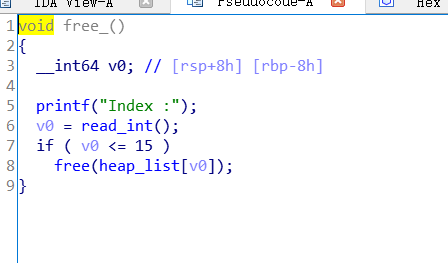 IDA View-A Pseudocode-A Hex
1 void free_()
2 {
3 __int64 v0; // [rsp+8h] [rbp-8h]
4
5 printf("Index :");
6 v0 = read_int();
7 if ( v0 <= 15 )
8 free(heap_list[v0]);
9 }